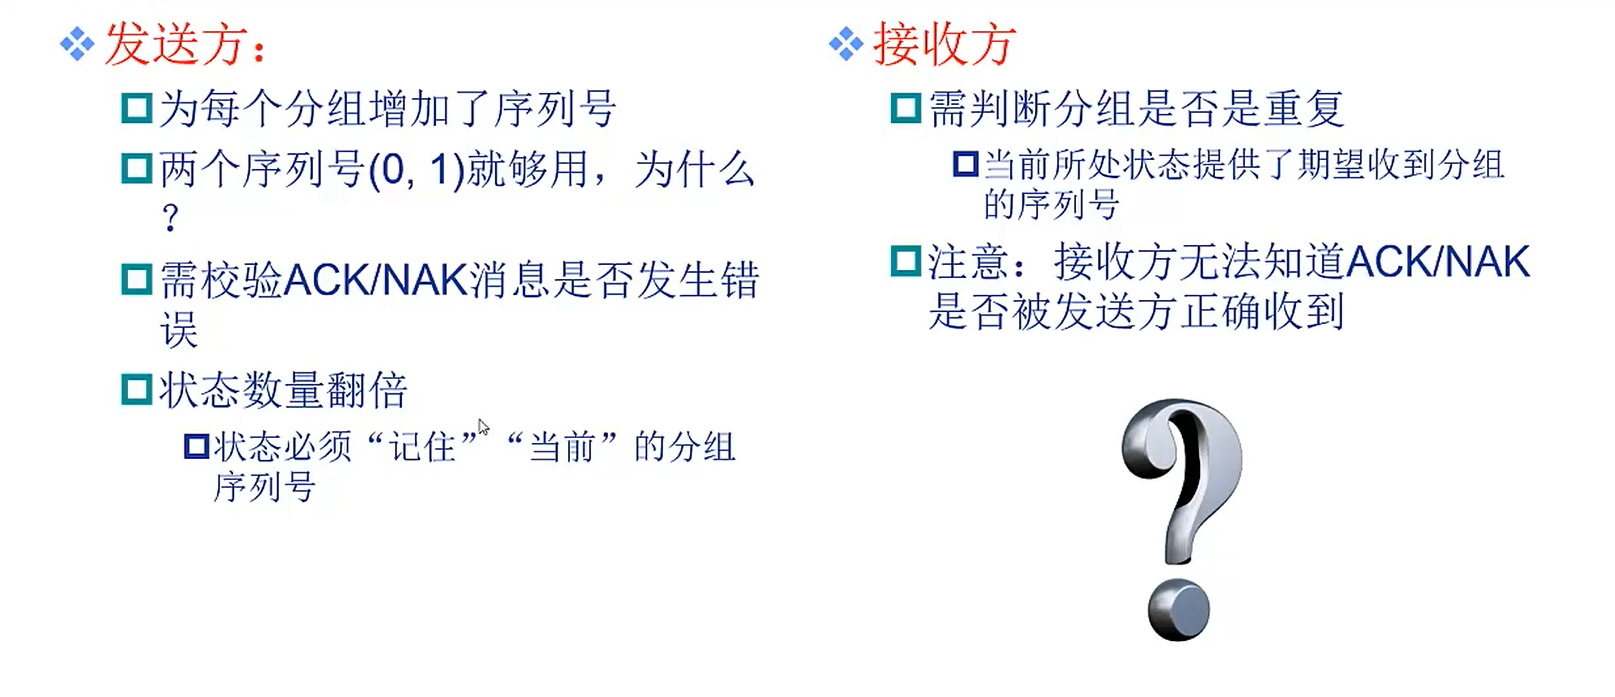 发送方：
为每个分组增加了序列号
两个序列号(0, 1)就够用，为什么
？
需校验ACK/NAK消息是否发生错
误
状态数量翻倍
状态必须“记住”“当前”的分组
序列号
接收方
需判断分组是否是重复
当前所处状态提供了期望收到分组
的序列号
注意：接收方无法知道ACK/NAK
是否被发送方正确收到
?